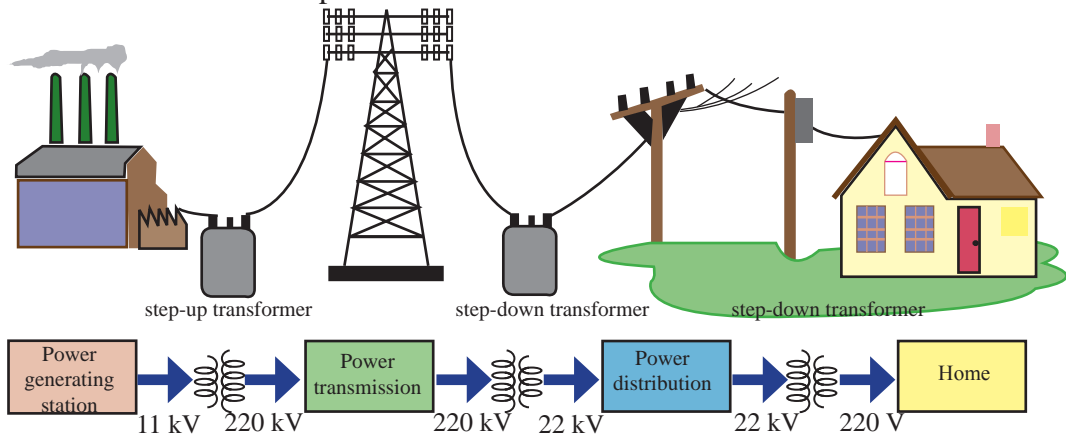 step-up transformer
step-down transformer
step-down transformer
Power
generating
station
Power
transmission
Power
distribution
Home
11 kV
220 kV
220 kV
22 kV
22 kV
220 V